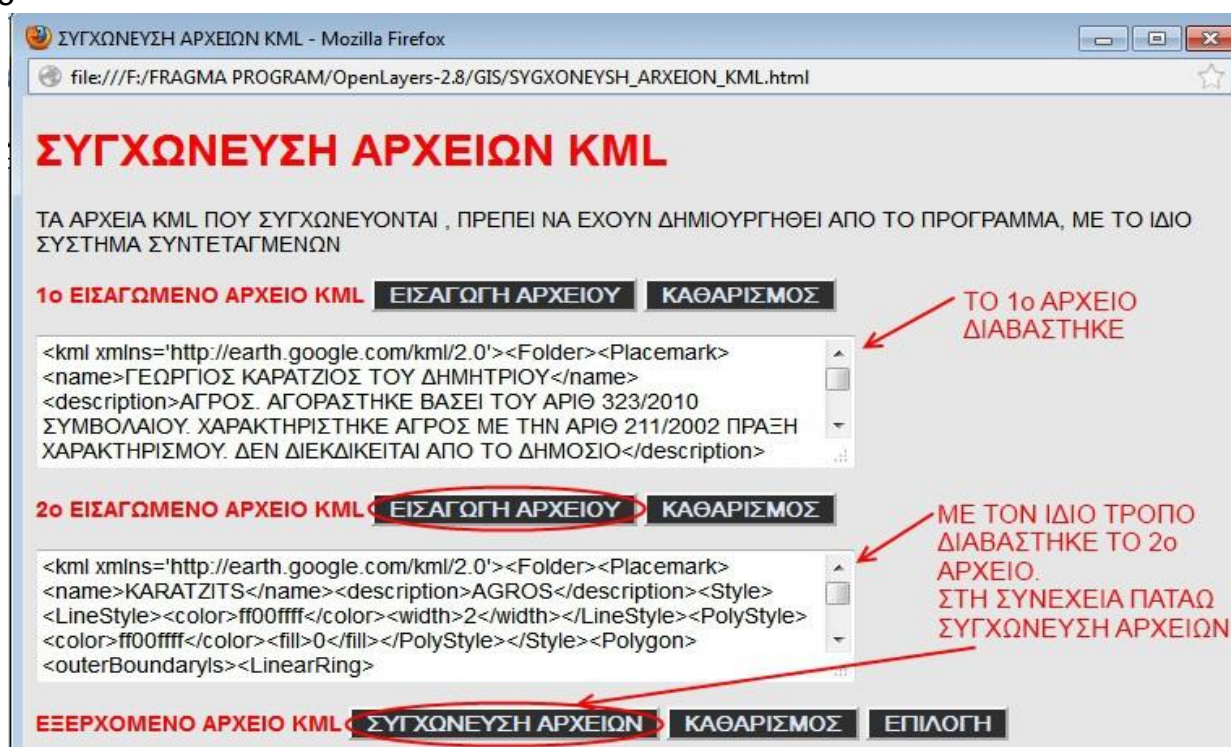 ΣΥΓΧΩΝΕΥΣΗ ΑΡΧΕΙΩΝ KML - Mozilla Firefox
file:///F:/FRAGMA PROGRAM/OpenLayers-2.8/GIS/SYGXONEYSH_ARXEION_KML.html
ΣΥΓΧΩΝΕΥΣΗ ΑΡΧΕΙΩΝ KML
ΤΑ ΑΡΧΕΙΑ KML ΠΟΥ ΣΥΓΧΩΝΕΥΟΝΤΑΙ , ΠΡΕΠΕΙ ΝΑ ΕΧΟΥΝ ΔΗΜΙΟΥΡΓΗΘΕΙ ΑΠΟ ΤΟ ΠΡΟΓΡΑΜΜΑ, ΜΕ ΤΟ ΙΔΙΟ
ΣΥΣΤΗΜΑ ΣΥΝΤΕΤΑΓΜΕΝΩΝ
1ο ΕΙΣΑΓΩΜΕΝΟ ΑΡΧΕΙΟ KML ΕΙΣΑΓΩΓΗ ΑΡΧΕΙΟΥ ΚΑΘΑΡΙΣΜΟΣ
ΤΟ 1ο ΑΡΧΕΙΟ
ΔΙΑΒΑΣΤΗΚΕ
<kml xmlns='http://earth.google.com/kml/2.0'><Folder><Placemark>
<name>ΓΕΩΡΓΙΟΣ ΚΑΡΑΤΖΙΟΣ ΤΟΥ ΔΗΜΗΤΡΙΟΥ</name>
<description>ΑΓΡΟΣ. ΑΓΟΡΑΣΤΗΚΕ ΒΑΣΕΙ ΤΟΥ ΑΡΙΘ 323/2010
ΣΥΜΒΟΛΑΙΟΥ. ΧΑΡΑΚΤΗΡΙΣΤΗΚΕ ΑΓΡΟΣ ΜΕ ΤΗΝ ΑΡΙΘ 211/2002 ΠΡΑΞΗ
ΧΑΡΑΚΤΗΡΙΣΜΟΥ. ΔΕΝ ΔΙΕΚΔΙΚΕΙΤΑΙ ΑΠΟ ΤΟ ΔΗΜΟΣΙΟ</description>
2ο ΕΙΣΑΓΩΜΕΝΟ ΑΡΧΕΙΟ KML ΕΙΣΑΓΩΓΗ ΑΡΧΕΙΟΥ ΚΑΘΑΡΙΣΜΟΣ
ΜΕ ΤΟΝ ΙΔΙΟ ΤΡΟΠΟ
ΔΙΑΒΑΣΤΗΚΕ ΤΟ 2ο
ΑΡΧΕΙΟ.
ΣΤΗ ΣΥΝΕΧΕΙΑ ΠΑΤΑΩ
ΣΥΓΧΩΝΕΥΣΗ ΑΡΧΕΙΩΝ
<kml xmlns='http://earth.google.com/kml/2.0'><Folder><Placemark>
<name>KARATZITS</name><description>AGROS</description><Style>
<LineStyle><color>ff00ffff</color><width>2</width></LineStyle><PolyStyle>
<color>ff00ffff</color><fill>0</fill></PolyStyle></Style><Polygon>
<outerBoundaryIs><LinearRing>
ΕΞΕΡΧΟΜΕΝΟ ΑΡΧΕΙΟ KML ΣΥΓΧΩΝΕΥΣΗ ΑΡΧΕΙΩΝ ΚΑΘΑΡΙΣΜΟΣ ΕΠΙΛΟΓΗ